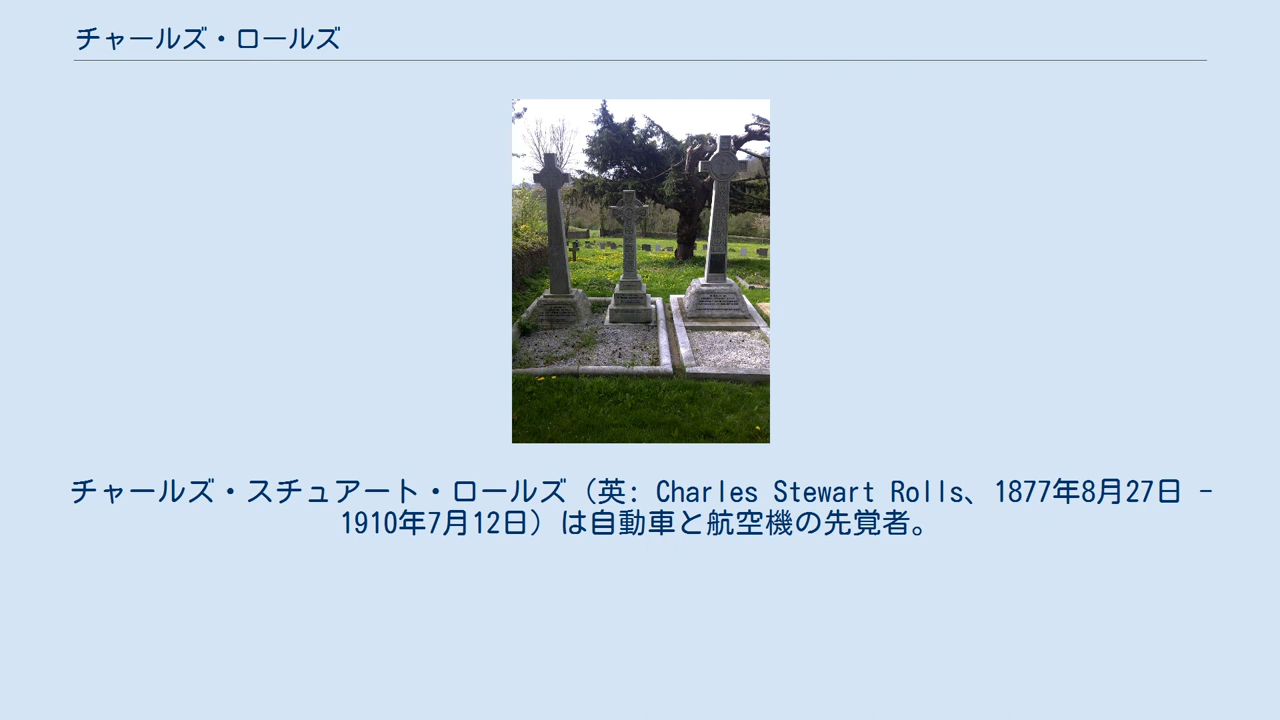 チャールズ・ロールズ
チャールズ・スチュアート・ロールズ（英: Charles Stewart Rolls、1877年8月27日 -
1910年7月12日）は自動車と航空機の先覚者。